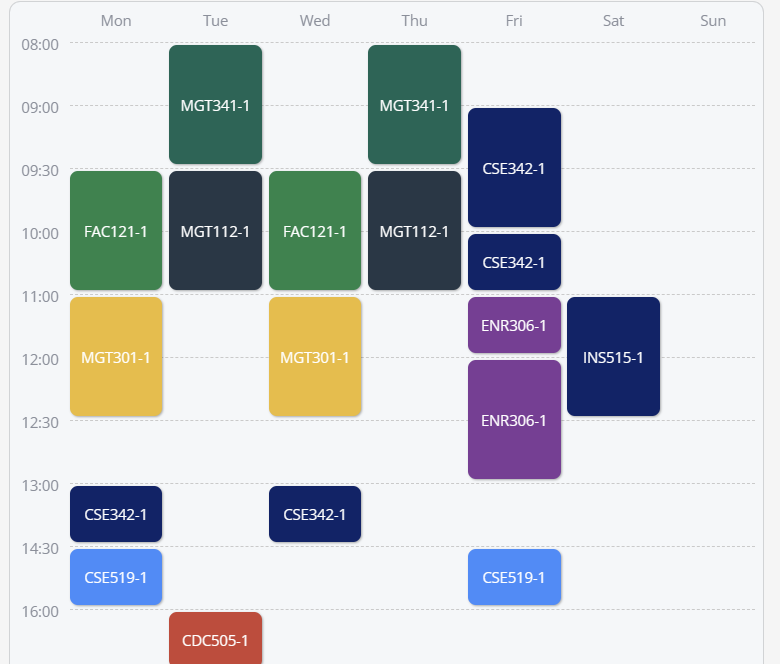 Mon Tue Wed Thu Fri Sat Sun
08:00
MGT341-1 MGT341-1
09:00
CSE342-1
09:30
FAC121-1 MGT112-1 FAC121-1 MGT112-1
10:00
CSE342-1
11:00
ENR306-1
MGT301-1 MGT301-1 INS515-1
12:00
ENR306-1
12:30
13:00
CSE342-1 CSE342-1
14:30
CSE519-1 CSE519-1
16:00
CDC505-1